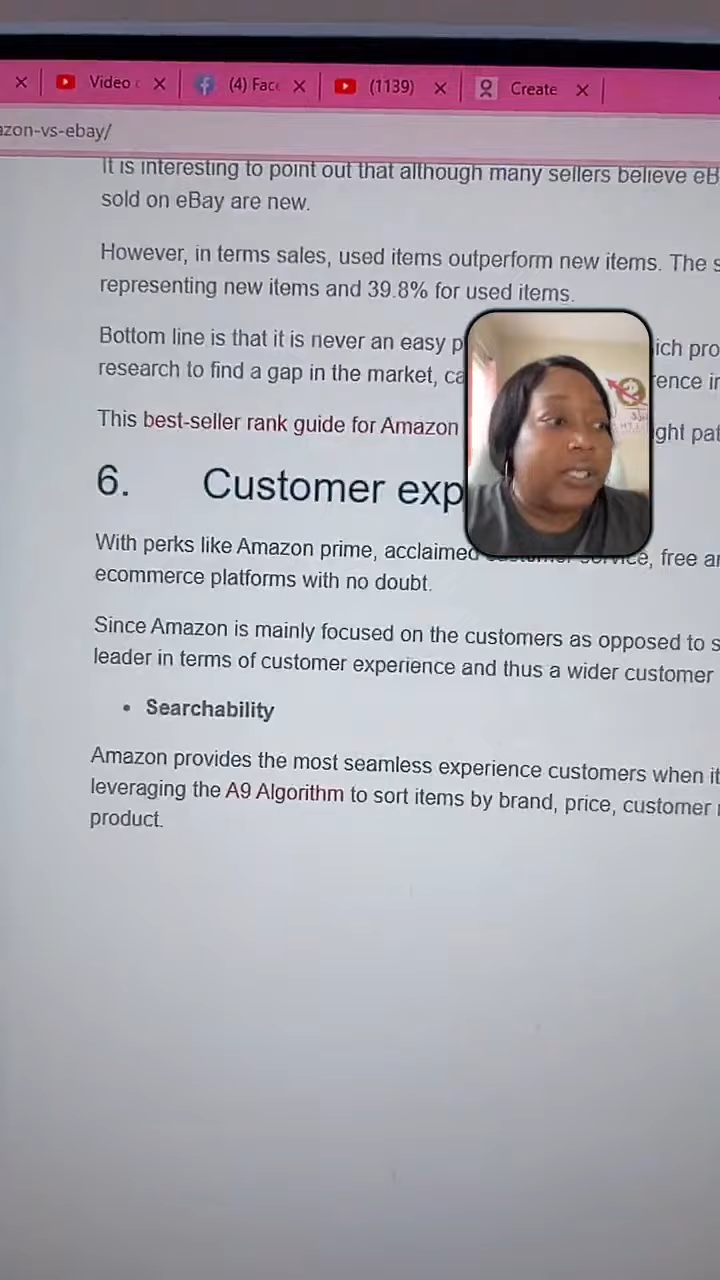 Video
(4) Fac
(1139)
Create
azon-vs-ebay/
It is interesting to point out that although many sellers believe eB
sold on eBay are new.
However, in terms sales, used items outperform new items. The s
representing new items and 39.8% for used items.
Bottom line is that it is never an easy p ich pro
research to find a gap in the market, ca rence in
This best-seller rank guide for Amazon ght pat
6. Customer exp
With perks like Amazon prime, acclaimed customer service, free an
ecommerce platforms with no doubt.
Since Amazon is mainly focused on the customers as opposed to s
leader in terms of customer experience and thus a wider customer
• Searchability
Amazon provides the most seamless experience customers when it
leveraging the A9 Algorithm to sort items by brand, price, customer
product.